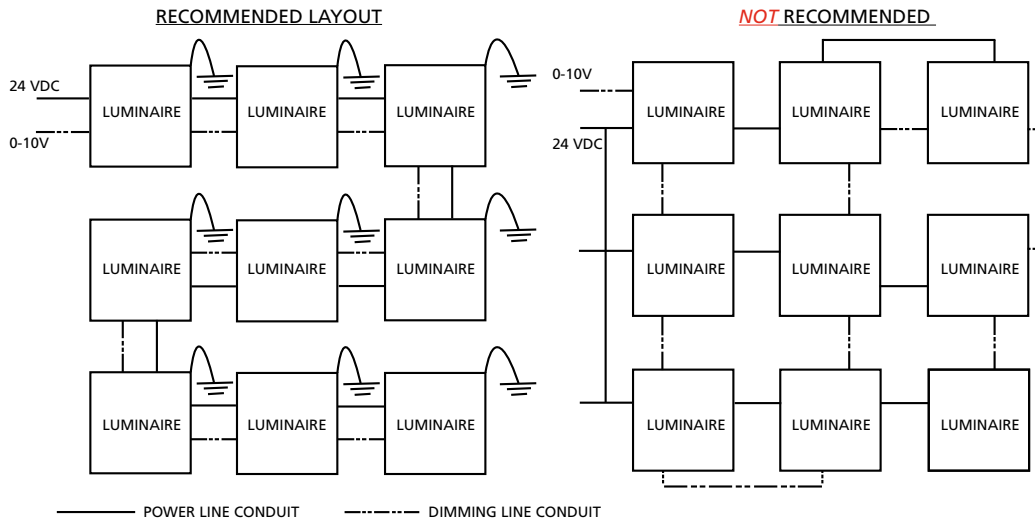 RECOMMENDED LAYOUT
NOT RECOMMENDED
24 VDC
0-10V
LUMINAIRE
LUMINAIRE
LUMINAIRE
LUMINAIRE
LUMINAIRE
LUMINAIRE
LUMINAIRE
LUMINAIRE
LUMINAIRE
0-10V
24 VDC
LUMINAIRE
LUMINAIRE
LUMINAIRE
LUMINAIRE
LUMINAIRE
LUMINAIRE
LUMINAIRE
LUMINAIRE
LUMINAIRE
POWER LINE CONDUIT
DIMMING LINE CONDUIT